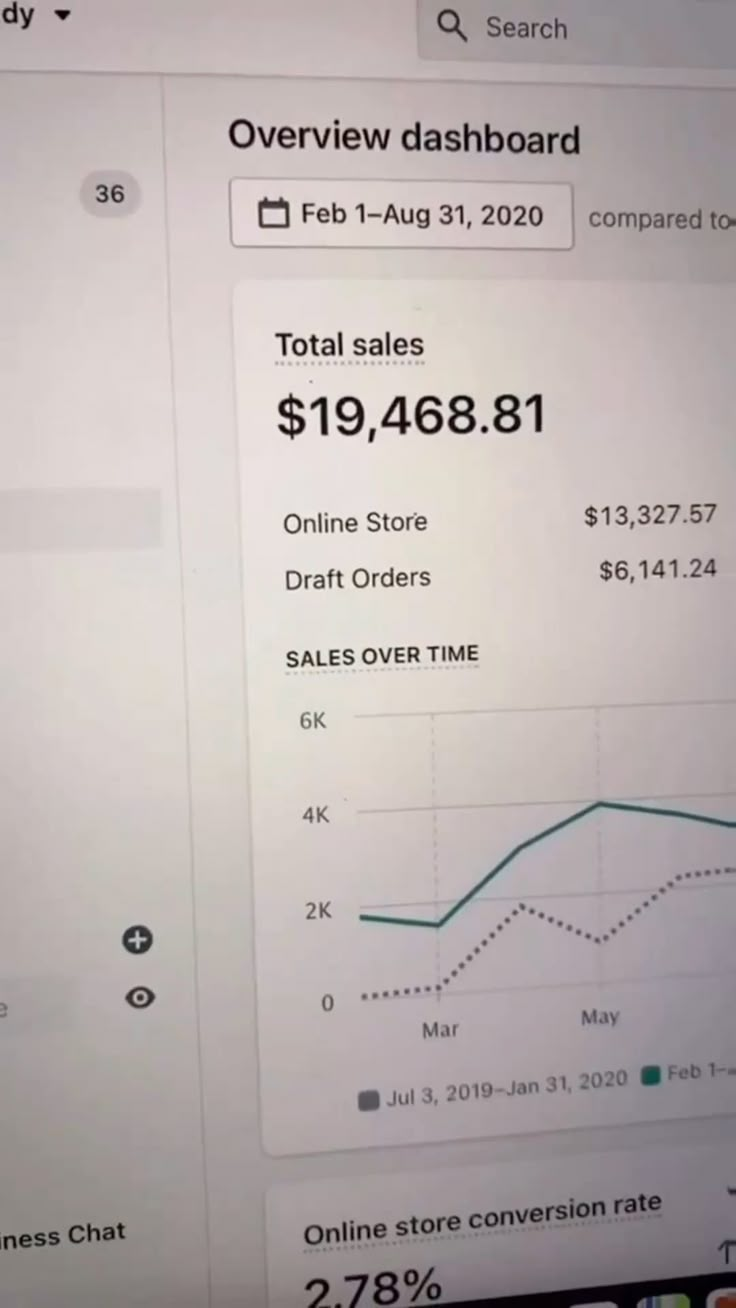 dy
Search
Overview dashboard
36
Feb 1–Aug 31, 2020 compared to
Total sales
$19,468.81
Online Store $13,327.57
Draft Orders $6,141.24
SALES OVER TIME
6K
4K
2K
0
Mar May
Jul 3, 2019–Jan 31, 2020 Feb 1–
iness Chat
Online store conversion rate
2.78%